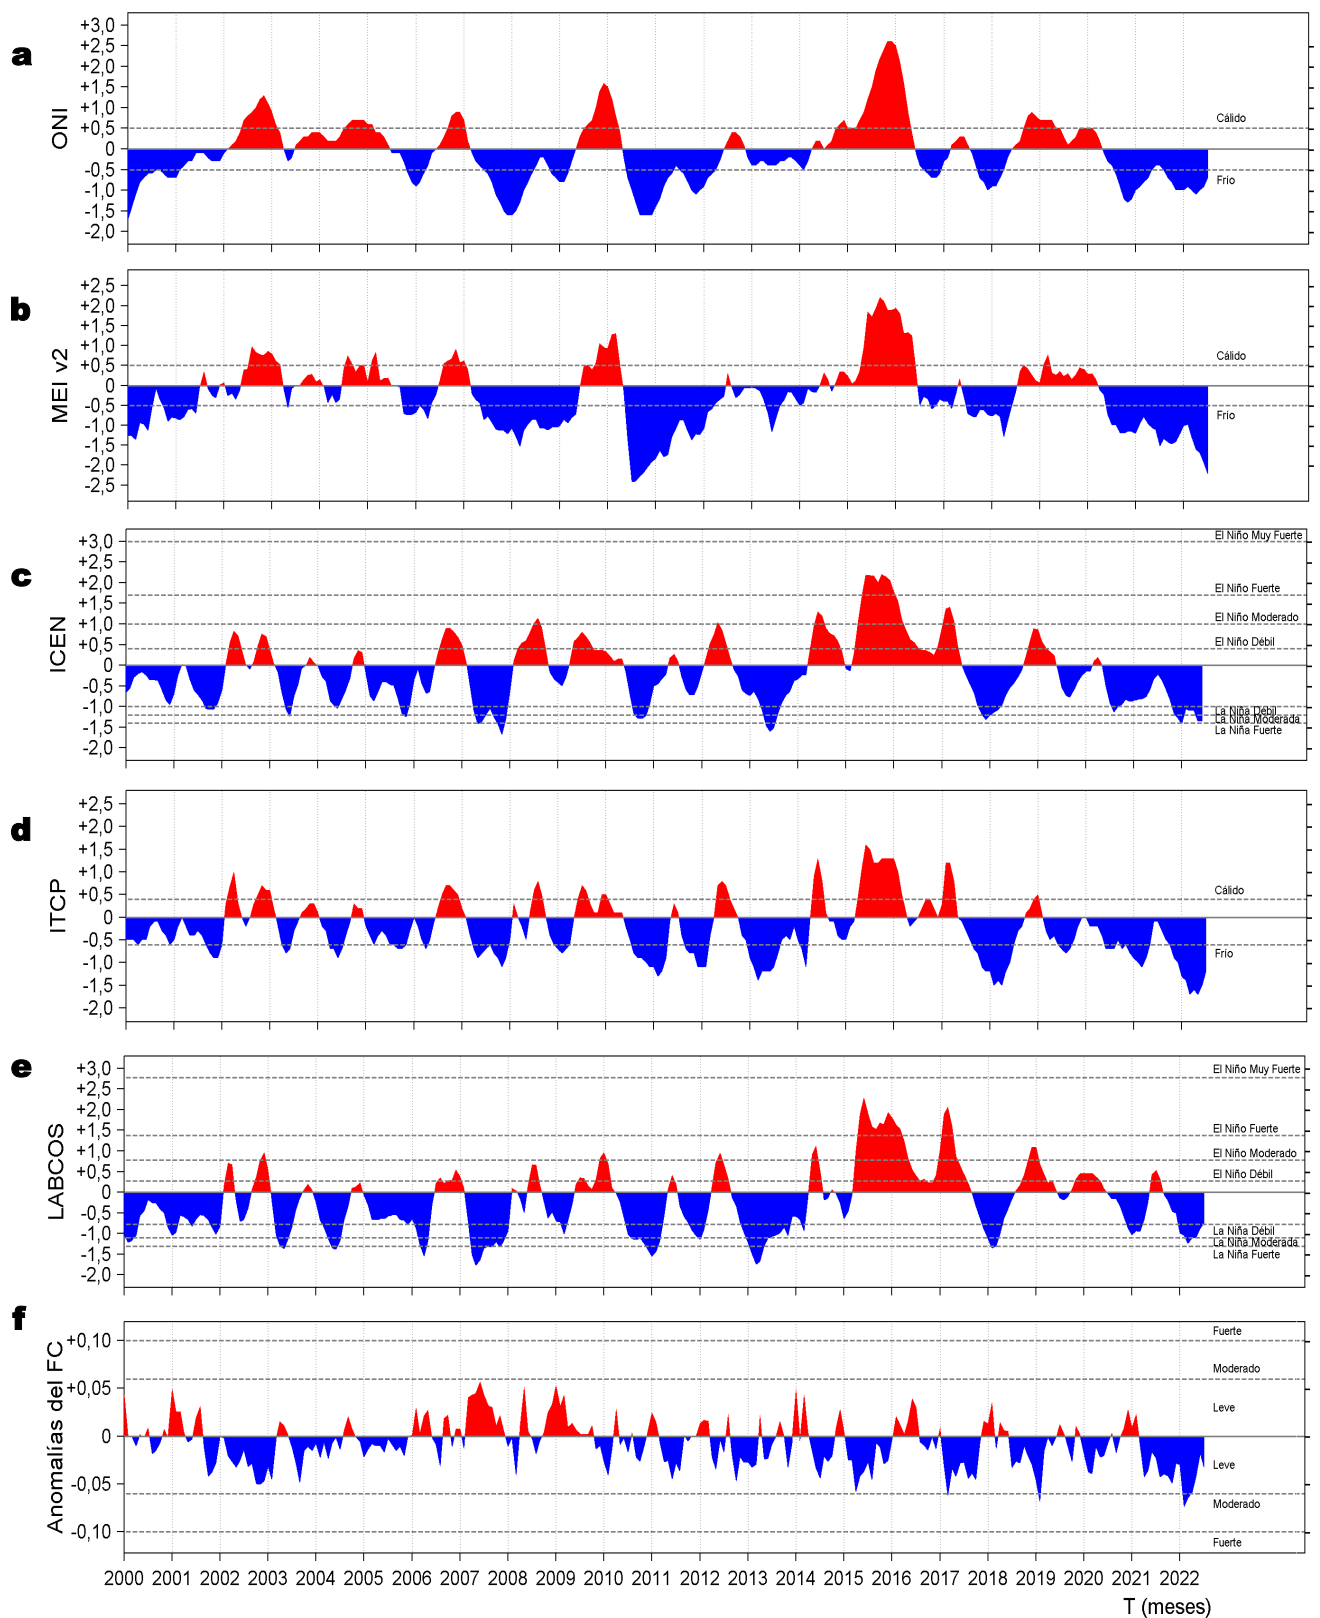 a
ONI
+3,0
+2,5
+2,0
+1,5
+1,0
+0,5
0
-0,5
-1,0
-1,5
-2,0
Cálido
Frío
b
MEI v2
+2,5
+2,0
+1,5
+1,0
+0,5
0
-0,5
-1,0
-1,5
-2,0
-2,5
Cálido
Frío
c
ICEN
+3,0
+2,5
+2,0
+1,5
+1,0
+0,5
0
-0,5
-1,0
-1,5
-2,0
El Niño Muy Fuerte
El Niño Fuerte
El Niño Moderado
El Niño Débil
La Niña Débil
La Niña Moderada
La Niña Fuerte
d
ITCP
+2,5
+2,0
+1,5
+1,0
+0,5
0
-0,5
-1,0
-1,5
-2,0
Cálido
Frío
e
LABCOS
+3,0
+2,5
+2,0
+1,5
+1,0
+0,5
0
-0,5
-1,0
-1,5
-2,0
El Niño Muy Fuerte
El Niño Fuerte
El Niño Moderado
El Niño Débil
La Niña Débil
La Niña Moderada
La Niña Fuerte
f
Anomalías del FC
+0,10
+0,05
0
-0,05
-0,10
Fuerte
Moderado
Leve
Leve
Moderado
Fuerte
2000 2001 2002 2003 2004 2005 2006 2007 2008 2009 2010 2011 2012 2013 2014 2015 2016 2017 2018 2019 2020 2021 2022
T (meses)